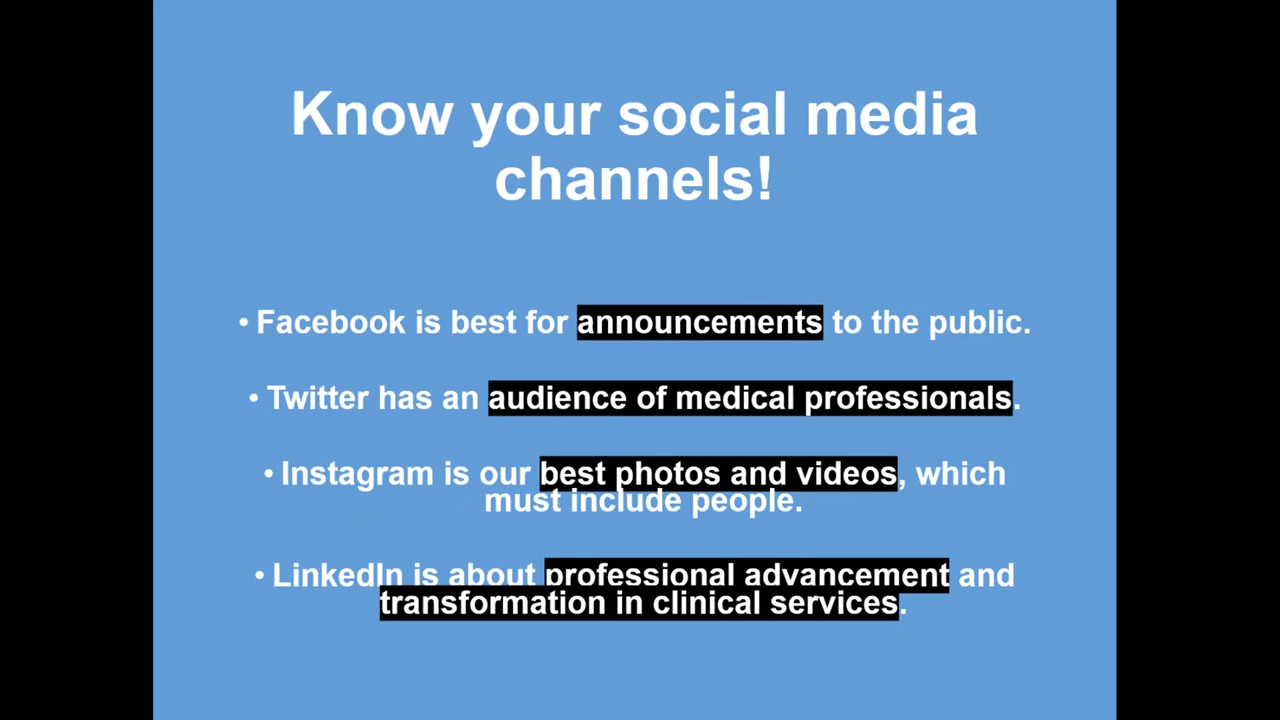 Know your social media
channels!
• Facebook is best for announcements to the public.
• Twitter has an audience of medical professionals.
• Instagram is our best photos and videos, which
must include people.
• LinkedIn is about professional advancement and
transformation in clinical services.